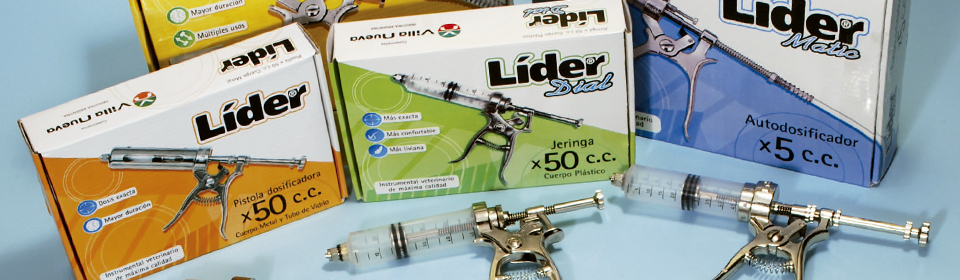 Mayor duración
Múltiples usos
Villa Nueva
Líder
Dosis exacta
Mayor duración
Pistola dosificadora
x50 c.c.
Cuerpo Metal y Tubo de Vidrio
Instrumental veterinario
de máxima calidad
Villa Nueva
Líder
Líder
Dial
Más exacta
Más confortable
Más liviana
Jeringa
x50 c.c.
Cuerpo Plástico
Instrumental veterinario
de máxima calidad
Líder
Matic
Autodosificador
x5 c.c.